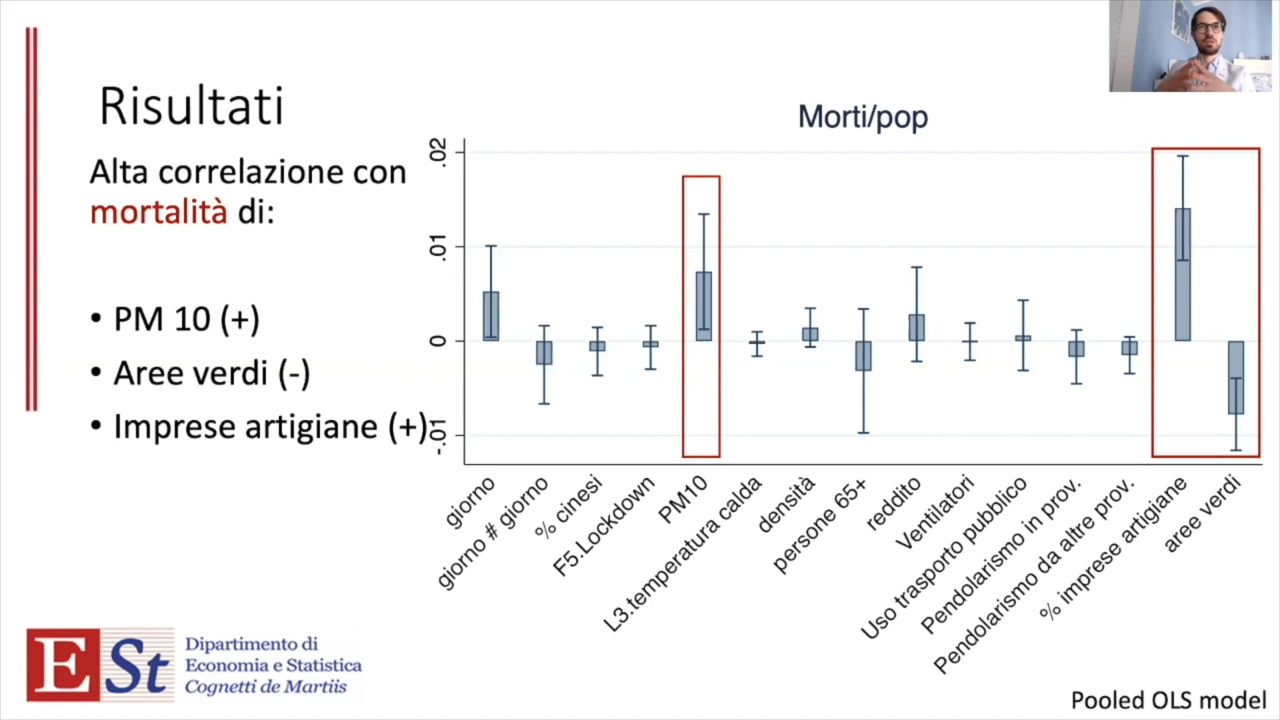 Risultati
Alta correlazione con
mortalità di:
• PM 10 (+)
• Aree verdi (-)
• Imprese artigiane (+)
Morti/pop
.02
.01
0
-.01
giorno
giorno # giorno
% cinesi
F5.Lockdown
PM10
L3.temperatura calda
densità
persone 65+
reddito
Ventilatori
Uso trasporto pubblico
Pendolarismo in prov.
Pendolarismo da altre prov.
% imprese artigiane
aree verdi
ESt
Dipartimento di
Economia e Statistica
Cognetti de Martiis
Pooled OLS model